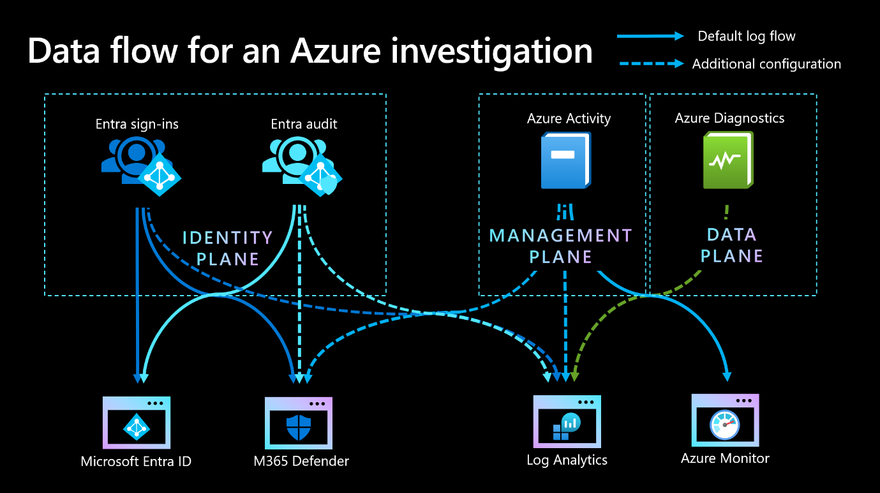 Data flow for an Azure investigation
Default log flow
Additional configuration
Entra sign-ins
Entra audit
Azure Activity
Azure Diagnostics
IDENTITY
PLANE
MANAGEMENT
PLANE
DATA
PLANE
Microsoft Entra ID
M365 Defender
Log Analytics
Azure Monitor